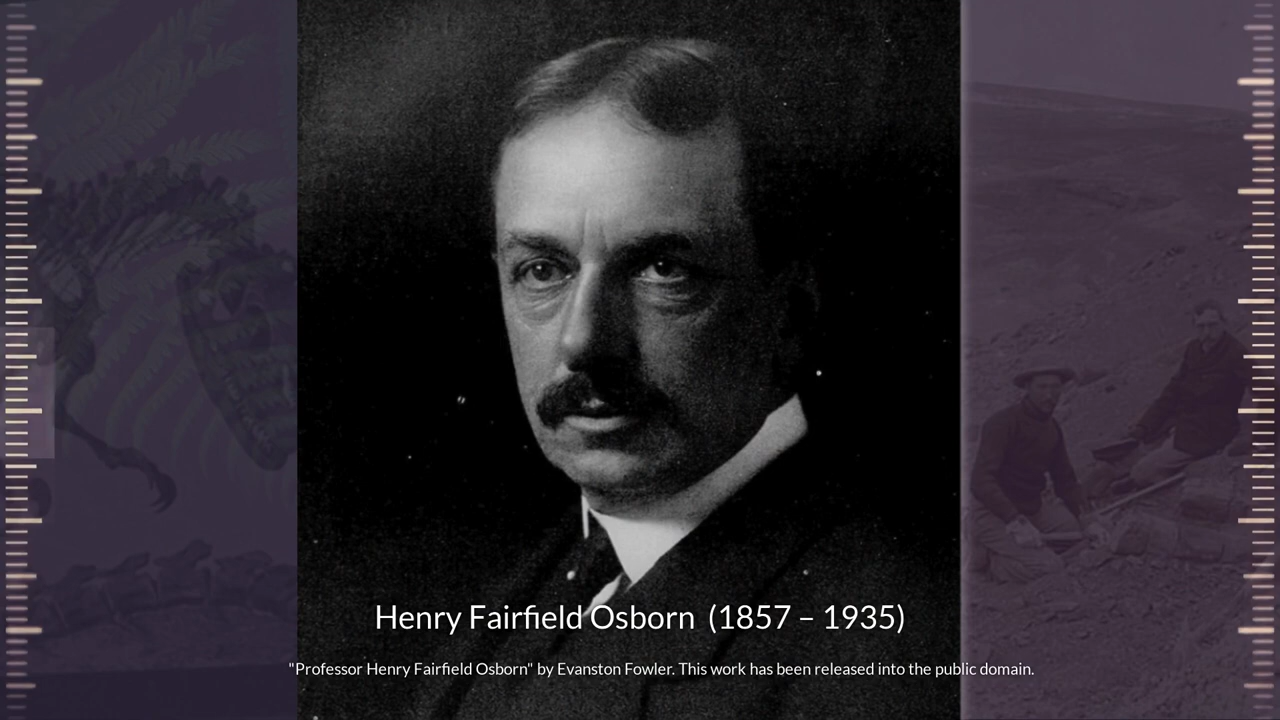 Henry Fairfield Osborn (1857 – 1935)
"Professor Henry Fairfield Osborn" by Evanston Fowler. This work has been released into the public domain.